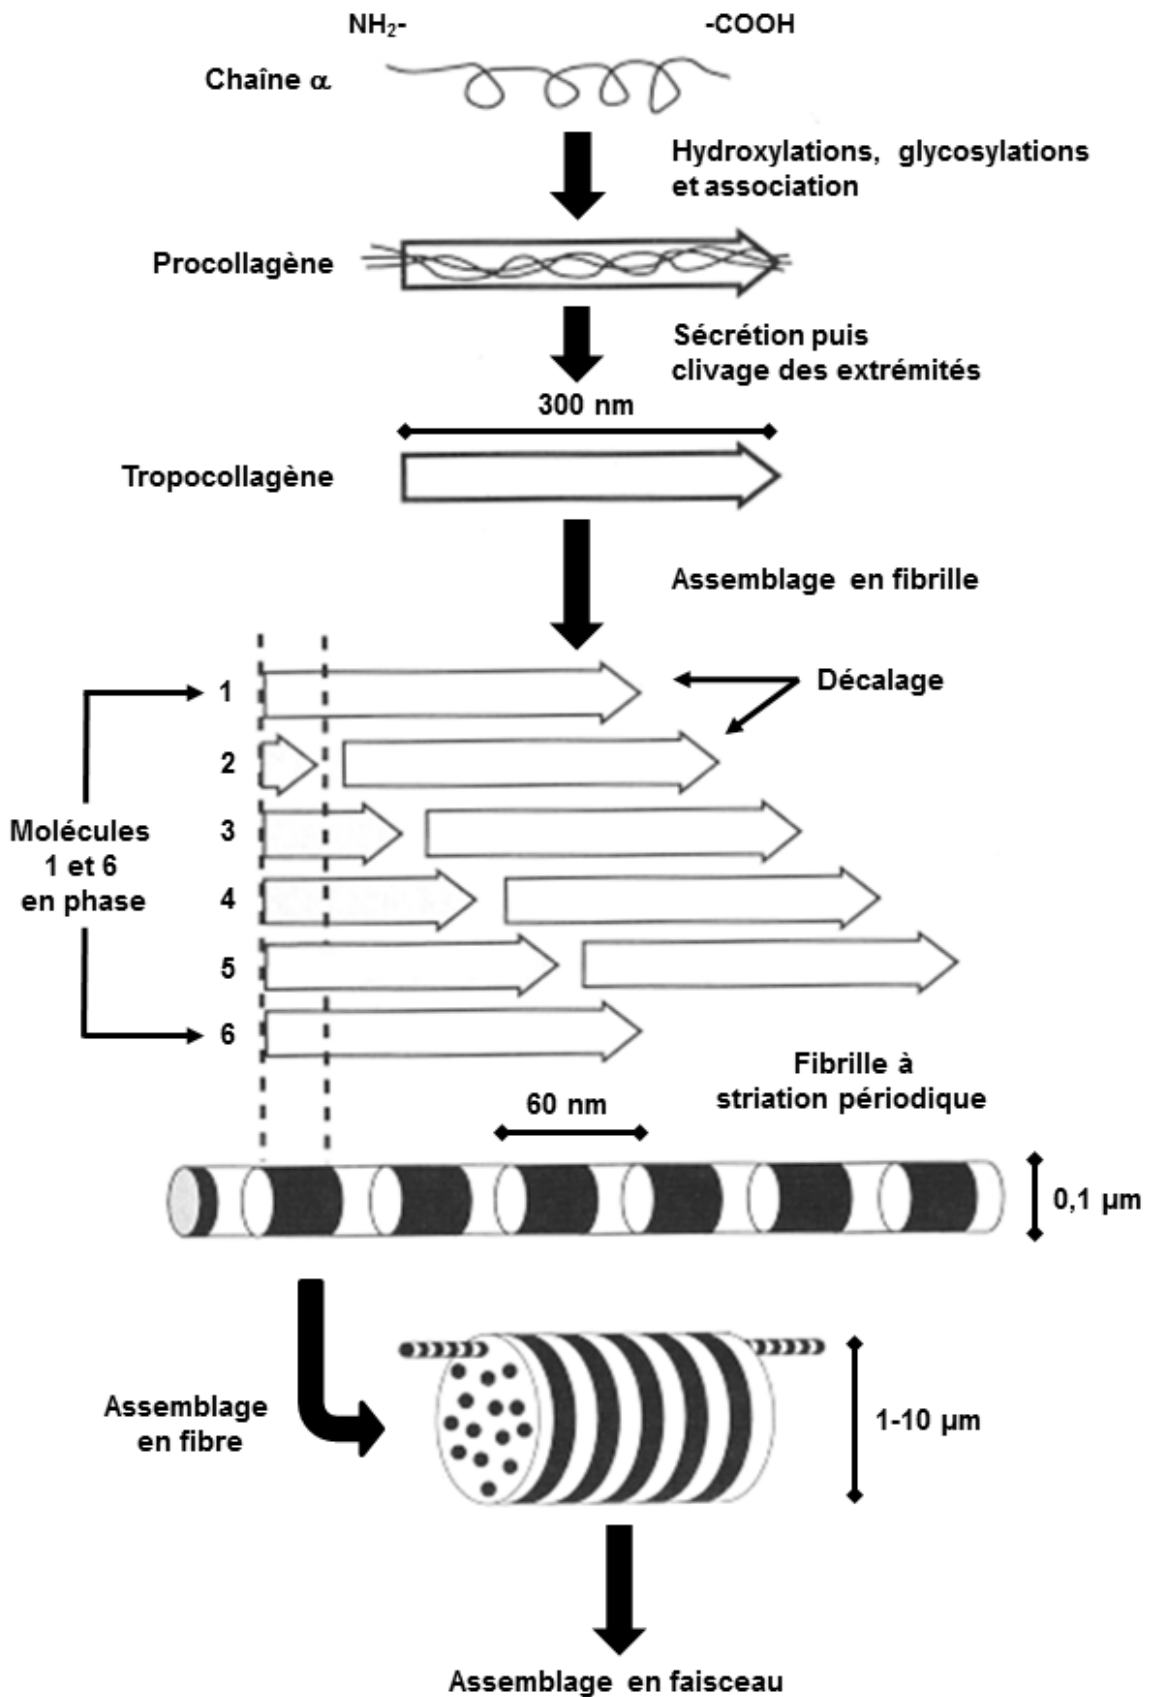 NH₂-
-COOH
Chaîne α
Hydroxylations, glycosylations
et association
Procollagène
Sécrétion puis
clivage des extrémités
300 nm
Tropocollagène
Assemblage en fibrille
1
Décalage
2
Molécules
1 et 6
en phase
3
4
5
6
Fibrille à
striation périodique
60 nm
0,1 µm
Assemblage
en fibre
1-10 µm
Assemblage en faisceau